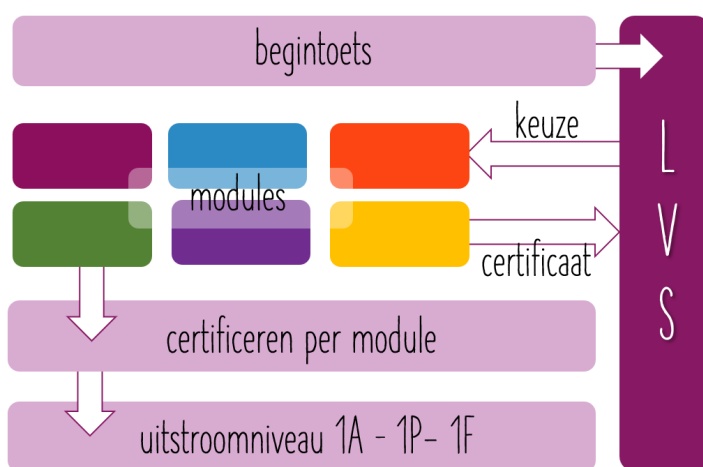 begintoets
keuze
modules
certificaat
certificeren per module
uitstroomniveau 1A - 1P- 1F
L
V
S